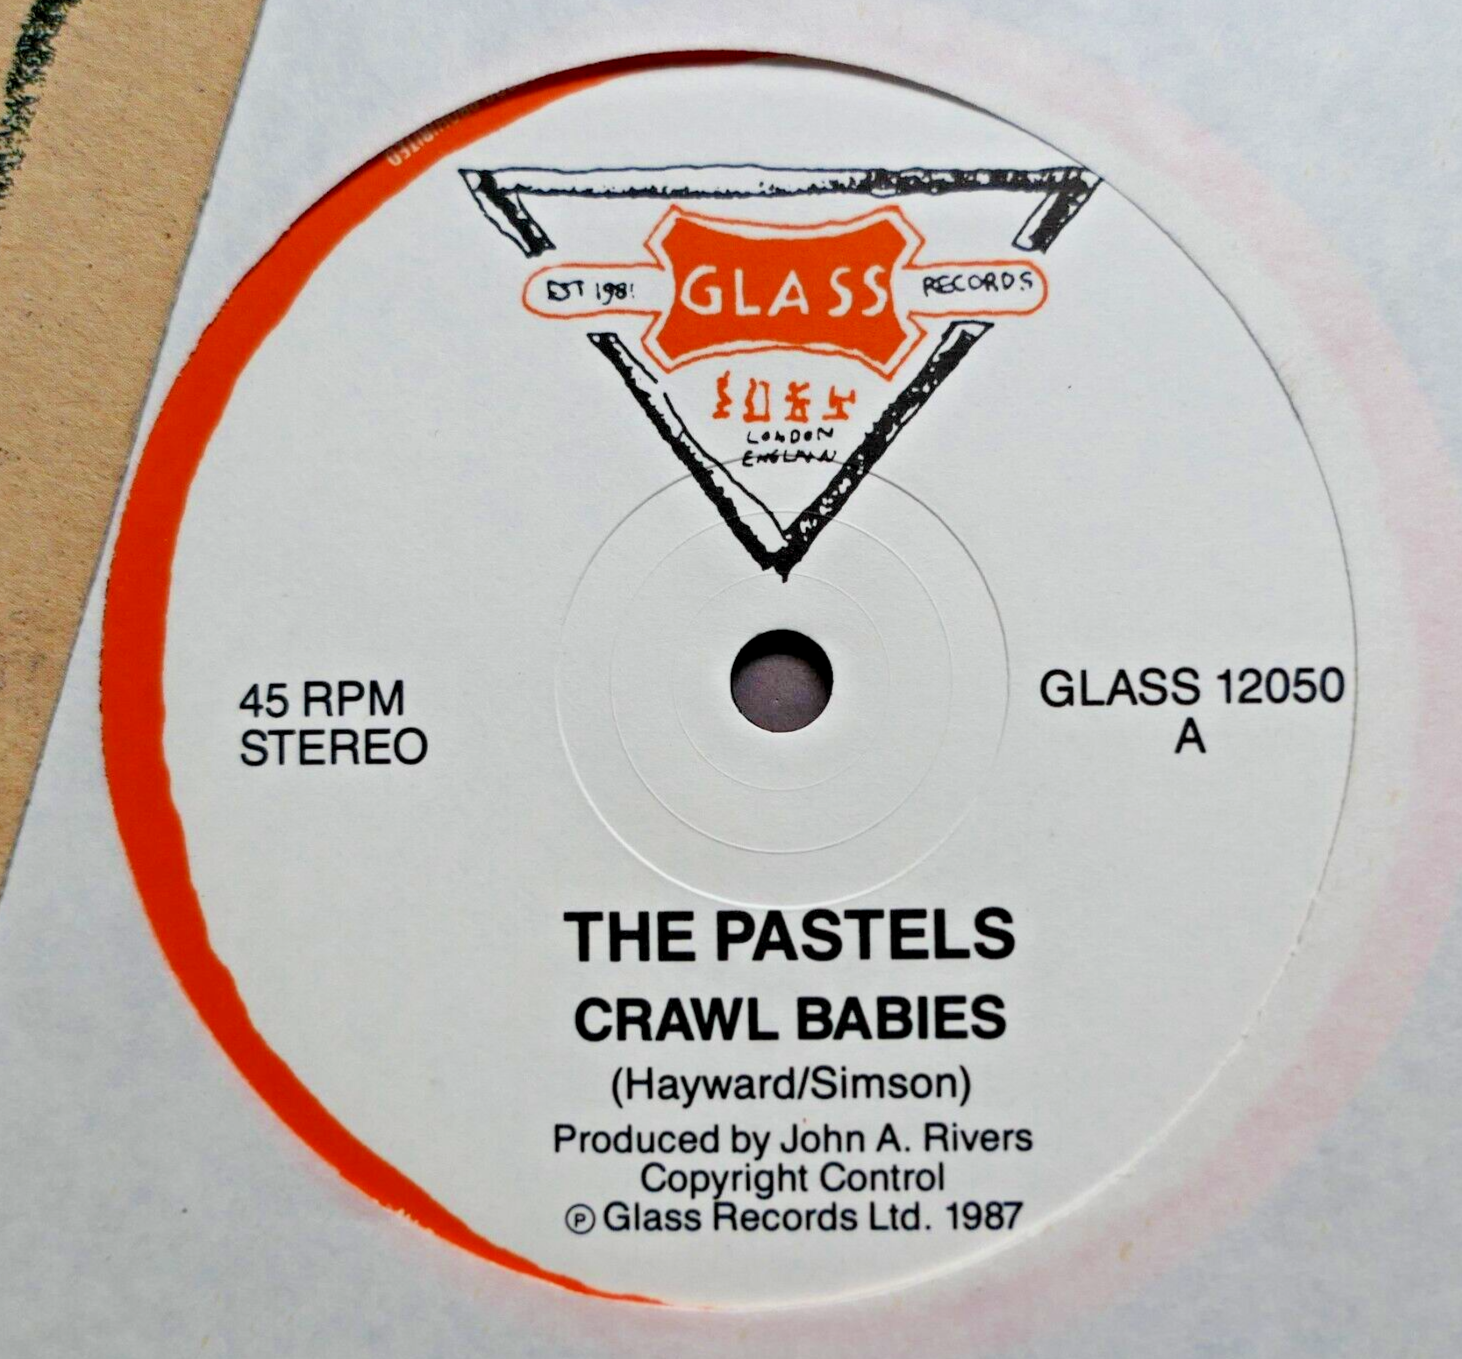 EST 1981
GLASS
RECORDS
LONDON
ENGLAND
45 RPM
STEREO
GLASS 12050
A
THE PASTELS
CRAWL BABIES
(Hayward/Simson)
Produced by John A. Rivers
Copyright Control
℗ Glass Records Ltd. 1987